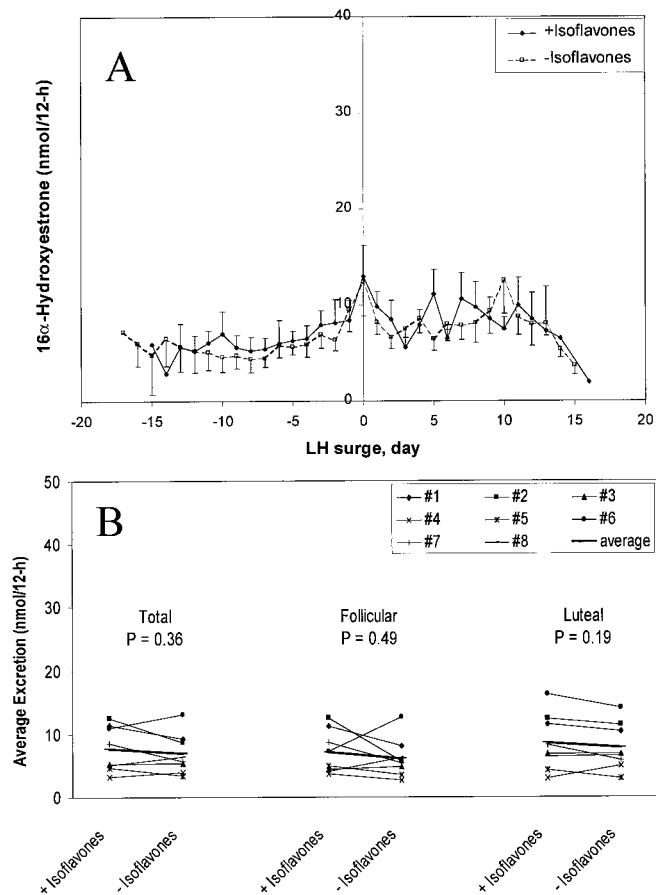 A
16α-Hydroxyestrone (nmol/12-h)
40
30
20
10
0
+Isoflavones
-Isoflavones
-20 -15 -10 -5 0 5 10 15 20
LH surge, day
B
Average Excretion (nmol/12-h)
50
40
30
20
10
0
#1 #2 #3
#4 #5 #6
#7 #8 average
Total
P = 0.36
Follicular
P = 0.49
Luteal
P = 0.19
+ Isoflavones
- Isoflavones
+ Isoflavones
- Isoflavones
+ Isoflavones
- Isoflavones